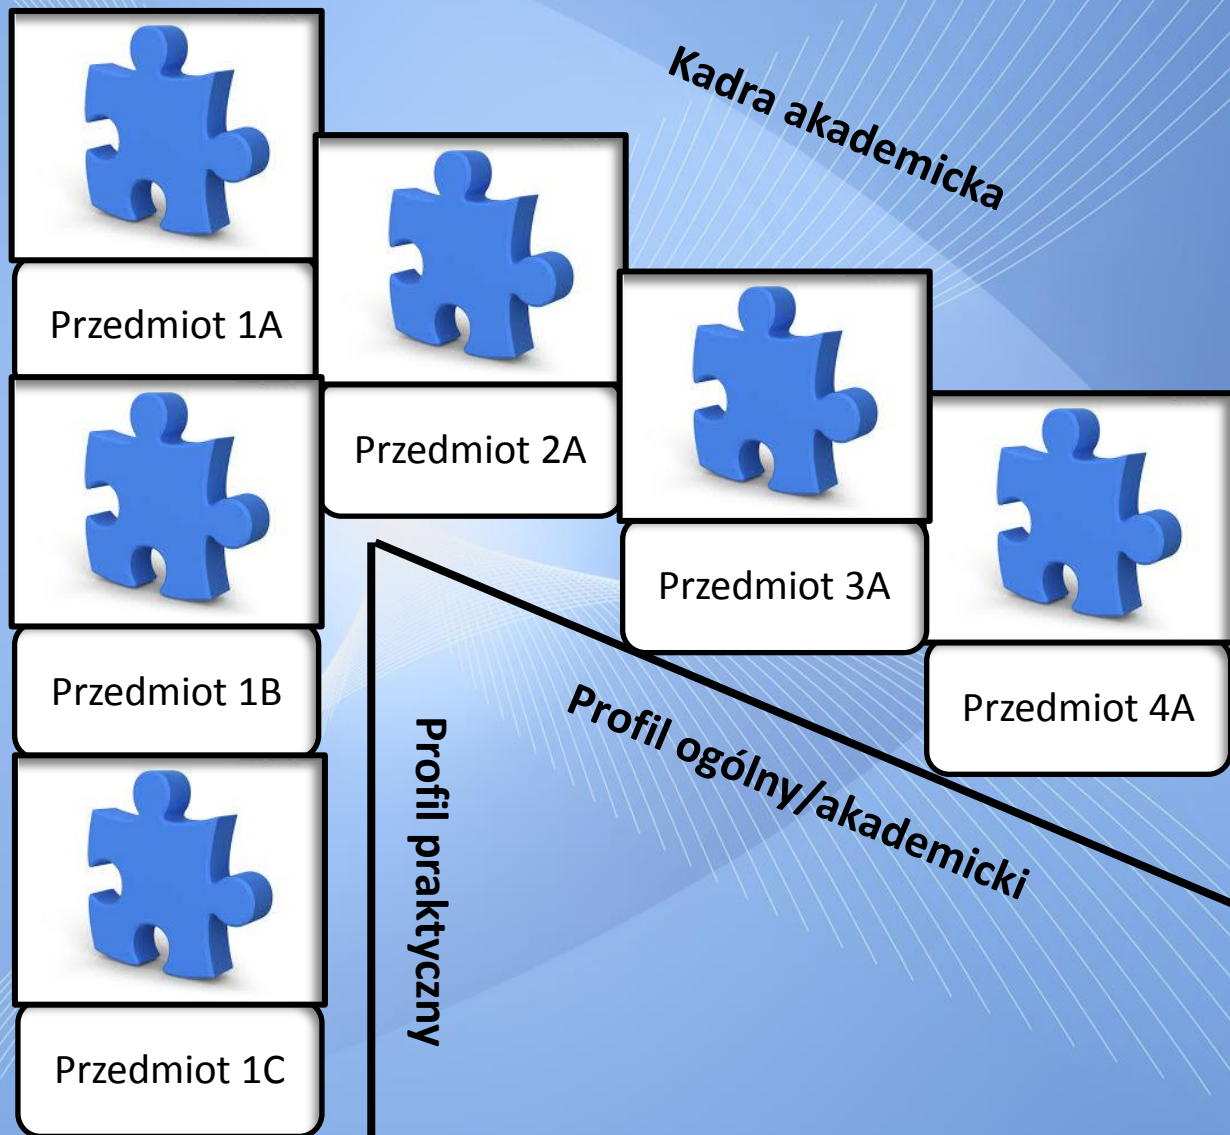 Kadra akademicka
Przedmiot 1A
Przedmiot 2A
Przedmiot 3A
Przedmiot 4A
Przedmiot 1B
Przedmiot 1C
Profil praktyczny
Profil ogólny/akademicki